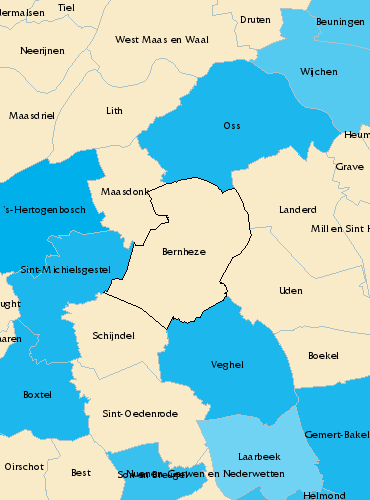 dermalsen
Tiel
Druten
Beuningen
West Maas en Waal
Neerijnen
Wijchen
Maasdriel
Lith
Oss
Heum
Grave
Maasdonk
's-Hertogenbosch
Landerd
Mill en Sint H
Bernheze
Sint-Michielsgestel
Uden
ught
Schijndel
aaren
Boekel
Veghel
Boxtel
Sint-Oedenrode
Gemert-Bakel
Laarbeek
Oirschot
Best
Son en Breugel
Nuenen, Gerwen en Nederwetten
Helmond